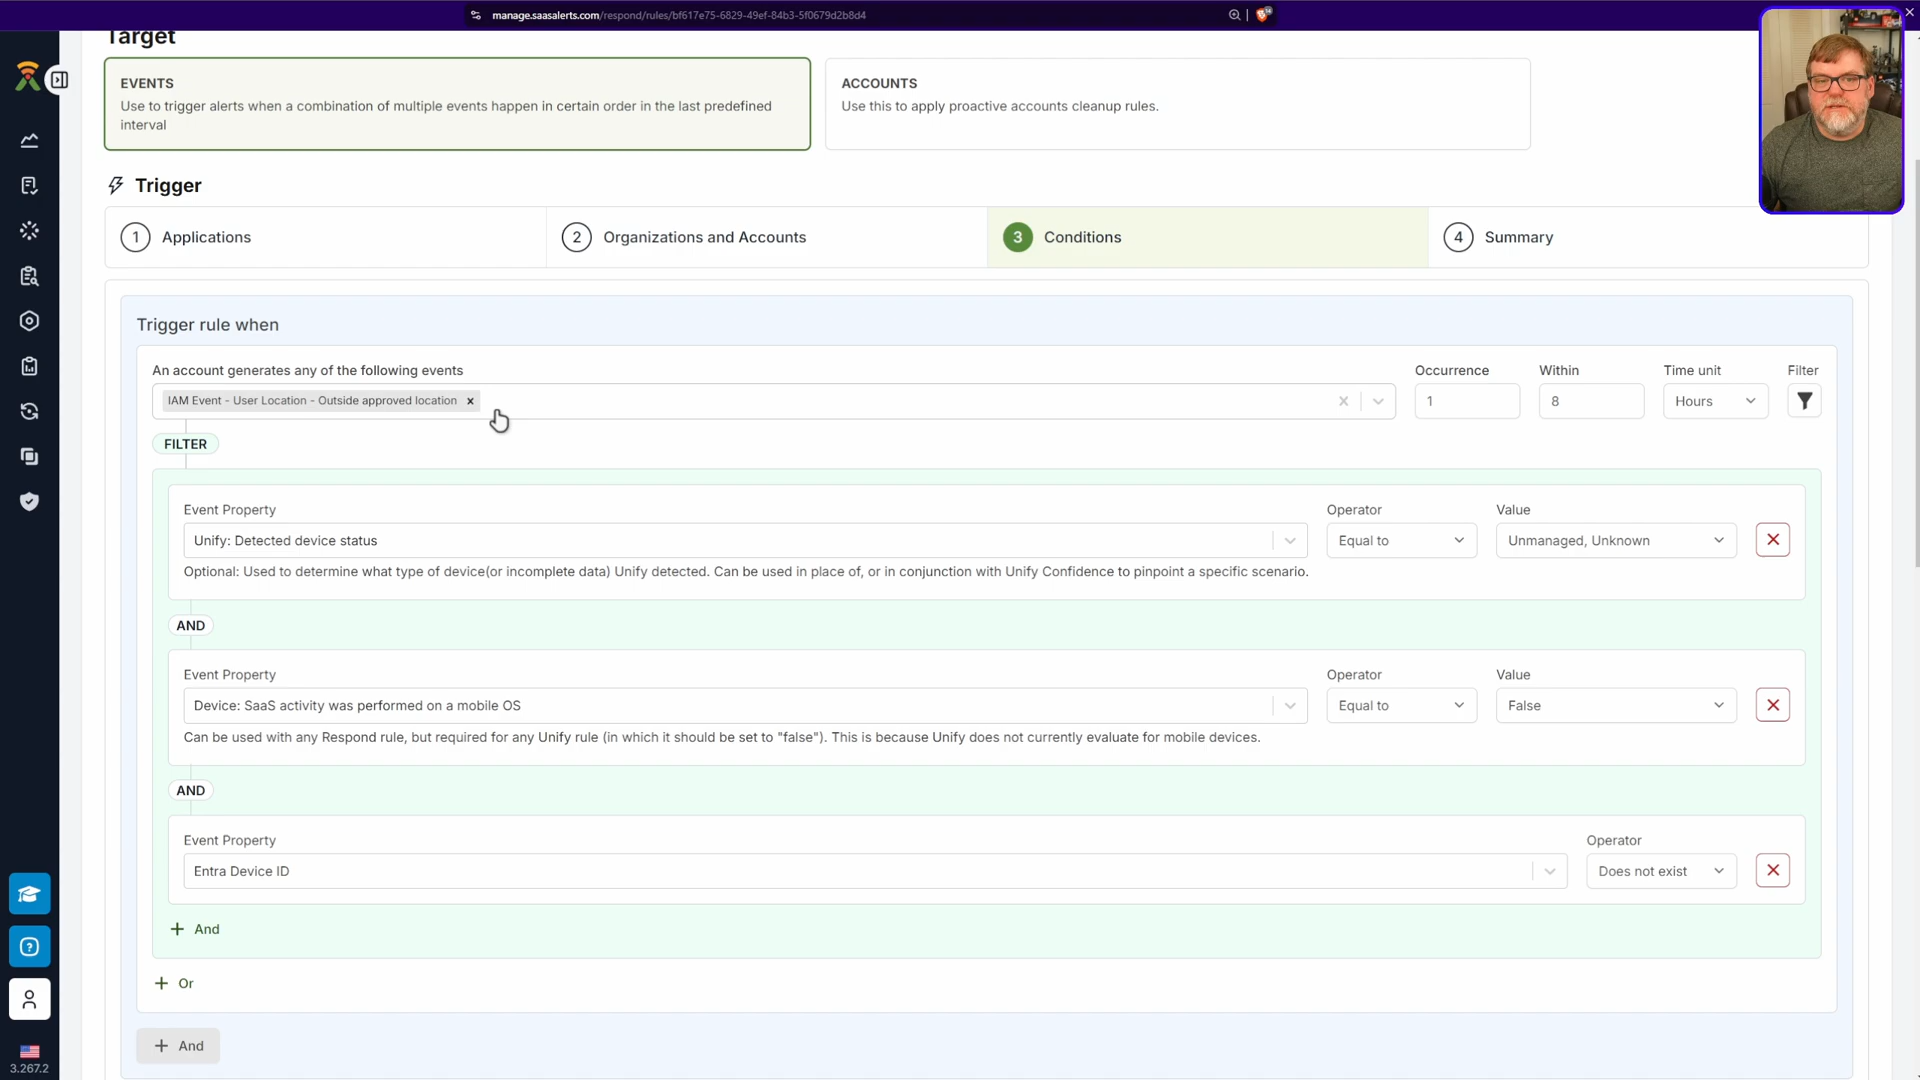 manage.saasalerts.com/respond/rules/bf617e75-6829-49ef-84b3-5f0679d2b8d4
Target
EVENTS
Use to trigger alerts when a combination of multiple events happen in certain order in the last predefined
interval
ACCOUNTS
Use this to apply proactive accounts cleanup rules.
Trigger
1 Applications
2 Organizations and Accounts
3 Conditions
4 Summary
Trigger rule when
An account generates any of the following events
Occurrence
Within
Time unit
Filter
IAM Event - User Location - Outside approved location
1
8
Hours
FILTER
Event Property
Operator
Value
Unify: Detected device status
Equal to
Unmanaged, Unknown
Optional: Used to determine what type of device(or incomplete data) Unify detected. Can be used in place of, or in conjunction with Unify Confidence to pinpoint a specific scenario.
AND
Event Property
Operator
Value
Device: SaaS activity was performed on a mobile OS
Equal to
False
Can be used with any Respond rule, but required for any Unify rule (in which it should be set to "false"). This is because Unify does not currently evaluate for mobile devices.
AND
Event Property
Operator
Entra Device ID
Does not exist
+ And
+ Or
+ And
3.267.2